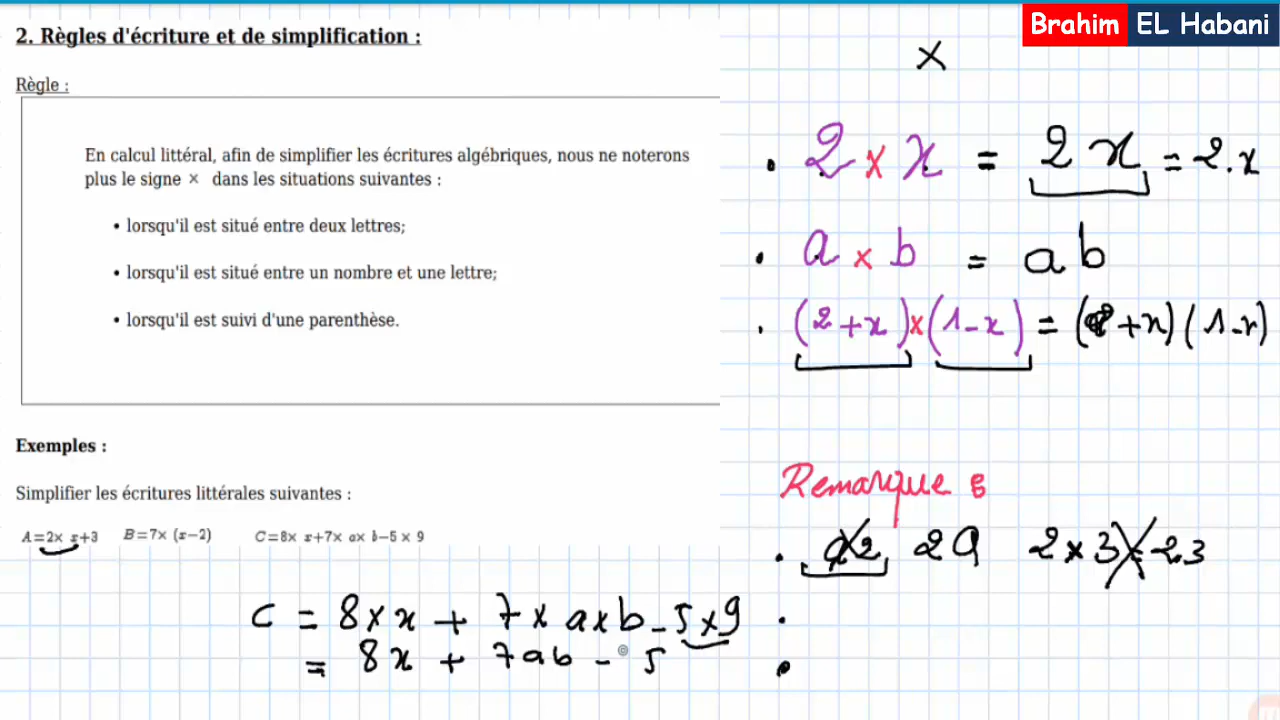 Brahim EL Habani
2. Règles d'écriture et de simplification :
Règle :
En calcul littéral, afin de simplifier les écritures algébriques, nous ne noterons
plus le signe × dans les situations suivantes :
• lorsqu'il est situé entre deux lettres;
• lorsqu'il est situé entre un nombre et une lettre;
• lorsqu'il est suivi d'une parenthèse.
Exemples :
Simplifier les écritures littérales suivantes :
A=2× x+3 B=7× (x−2) C=8× x+7× a× b−5 × 9
C = 8 × x + 7 × a × b - 5 × 9
= 8x + 7ab - 5
×
• 2 × x = 2x = 2.x
• a × b = ab
• (2+x) × (1-x) = (2+x)(1-x)
Remarque :
• a2 2a 2×3 = 23
•
•